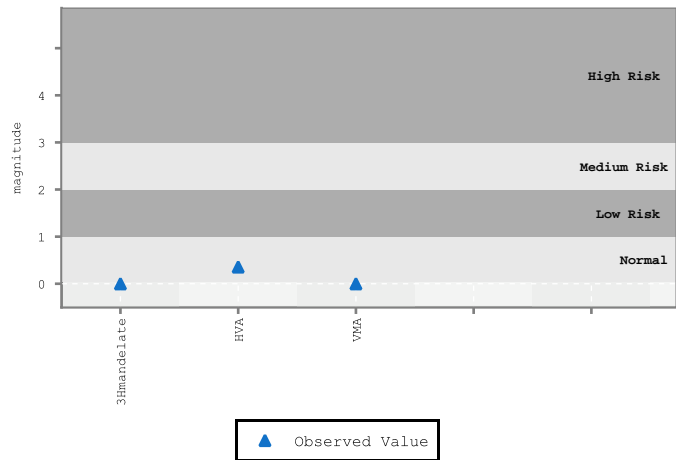 High Risk
4
magnitude
3
Medium Risk
2
Low Risk
1
Normal
0
3Hmandelate
HVA
VMA
Observed Value